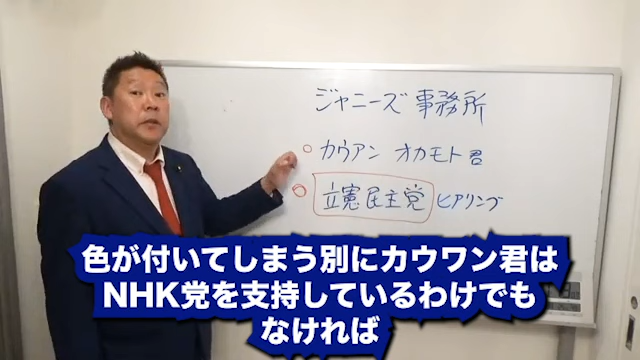 ジャニーズ事務所
カウアン オカモト君
立憲民主党 ヒアリング
色が付いてしまう別にカウワン君は
NHK党を支持しているわけでも
なければ